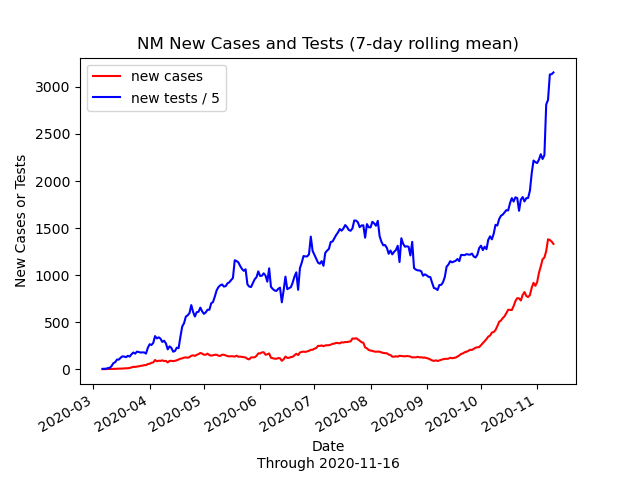 NM New Cases and Tests (7-day rolling mean)
new cases
new tests / 5
New Cases or Tests
3000
2500
2000
1500
1000
500
0
2020-03
2020-04
2020-05
2020-06
2020-07
2020-08
2020-09
2020-10
2020-11
Date
Through 2020-11-16